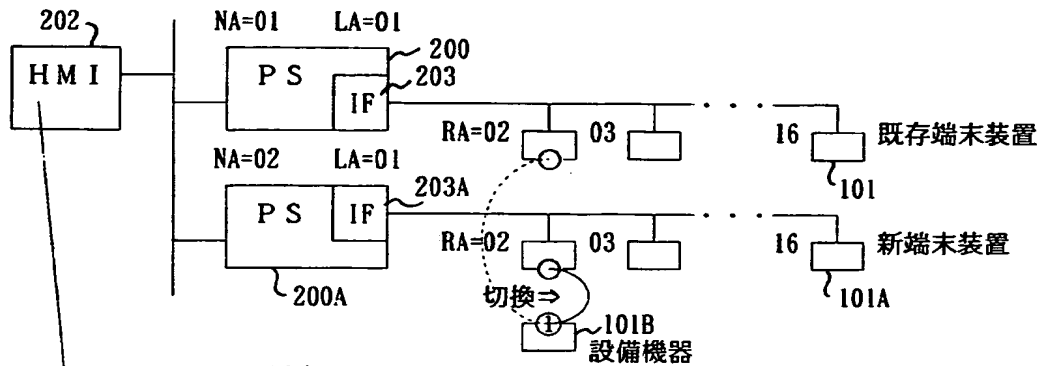 202
NA=01 LA=01
200
HMI
PS
203
IF
RA=02 03 16 既存端末装置
101
NA=02 LA=01
203A
PS
IF
RA=02 03 16 新端末装置
200A
101A
切換⇒
1
101B
設備機器